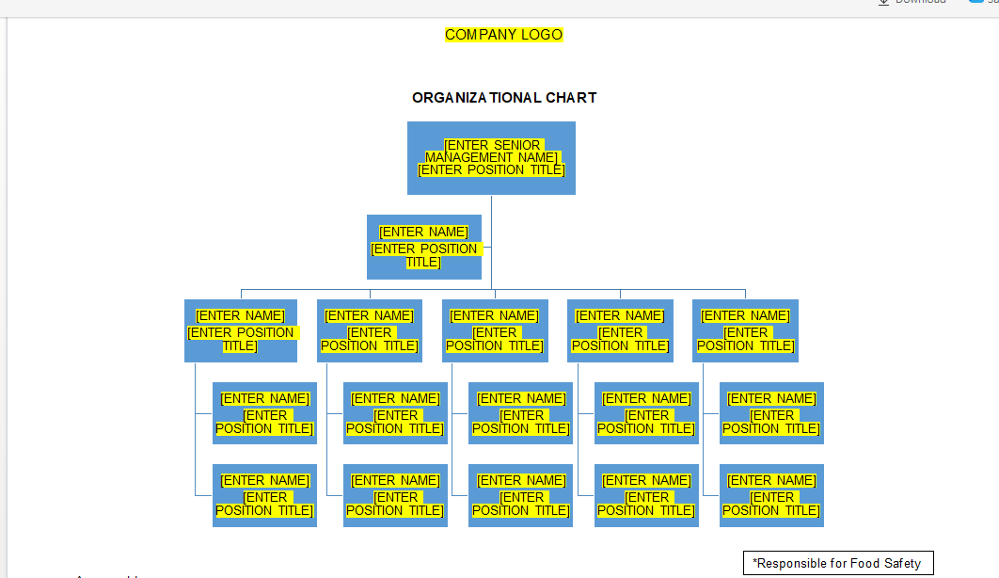 Download
COMPANY LOGO
ORGANIZATIONAL CHART
[ENTER SENIOR
MANAGEMENT NAME]
[ENTER POSITION TITLE]
[ENTER NAME]
[ENTER POSITION
TITLE]
[ENTER NAME]
[ENTER POSITION
TITLE]
[ENTER NAME]
[ENTER
POSITION TITLE]
[ENTER NAME]
[ENTER
POSITION TITLE]
[ENTER NAME]
[ENTER
POSITION TITLE]
[ENTER NAME]
[ENTER
POSITION TITLE]
[ENTER NAME]
[ENTER
POSITION TITLE]
[ENTER NAME]
[ENTER
POSITION TITLE]
[ENTER NAME]
[ENTER
POSITION TITLE]
[ENTER NAME]
[ENTER
POSITION TITLE]
[ENTER NAME]
[ENTER
POSITION TITLE]
[ENTER NAME]
[ENTER
POSITION TITLE]
[ENTER NAME]
[ENTER
POSITION TITLE]
[ENTER NAME]
[ENTER
POSITION TITLE]
[ENTER NAME]
[ENTER
POSITION TITLE]
[ENTER NAME]
[ENTER
POSITION TITLE]
*Responsible for Food Safety